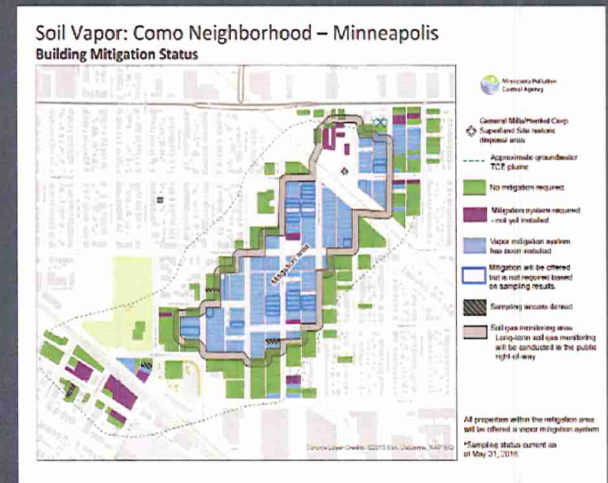 Soil Vapor: Como Neighborhood – Minneapolis
Building Mitigation Status
Minnesota Pollution
Control Agency
General Mills/Henkel Corp.
Superfund Site historic
disposal area
Approximate groundwater
TCE plume
No mitigation required
Mitigation system required
- not yet installed
Vapor mitigation system
has been installed
Mitigation will be offered
but is not required based
on sampling results.
Sampling access denied
Soil gas monitoring area
Long-term soil gas monitoring
will be conducted in the public
right-of-way
Mitigation area
All properties within the mitigation area
will be offered a vapor mitigation system
*Sampling status current as
of May 31, 2016